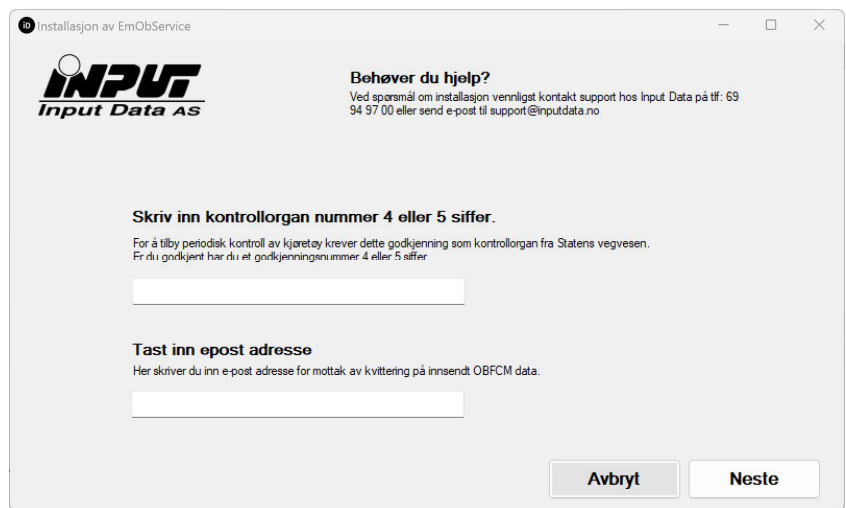 iD Installasjon av EmObService
INPUT
Input Data AS
Behøver du hjelp?
Ved spørsmål om installasjon vennligst kontakt support hos Input Data på tlf: 69
94 97 00 eller send e-post til support@inputdata.no
Skriv inn kontrollorgan nummer 4 eller 5 siffer.
For å tilby periodisk kontroll av kjøretøy krever dette godkjenning som kontrollorgan fra Statens vegvesen.
Er du godkjent har du et godkjenningsnummer 4 eller 5 siffer
Tast inn epost adresse
Her skriver du inn e-post adresse for mottak av kvittering på innsendt OBFCM data.
Avbryt Neste